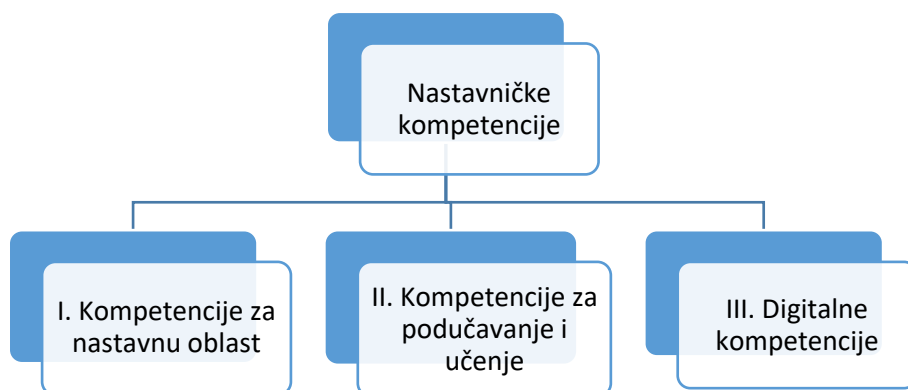 Nastavničke
kompetencije
I. Kompetencije za
nastavnu oblast
II. Kompetencije za
podučavanje i
učenje
III. Digitalne
kompetencije